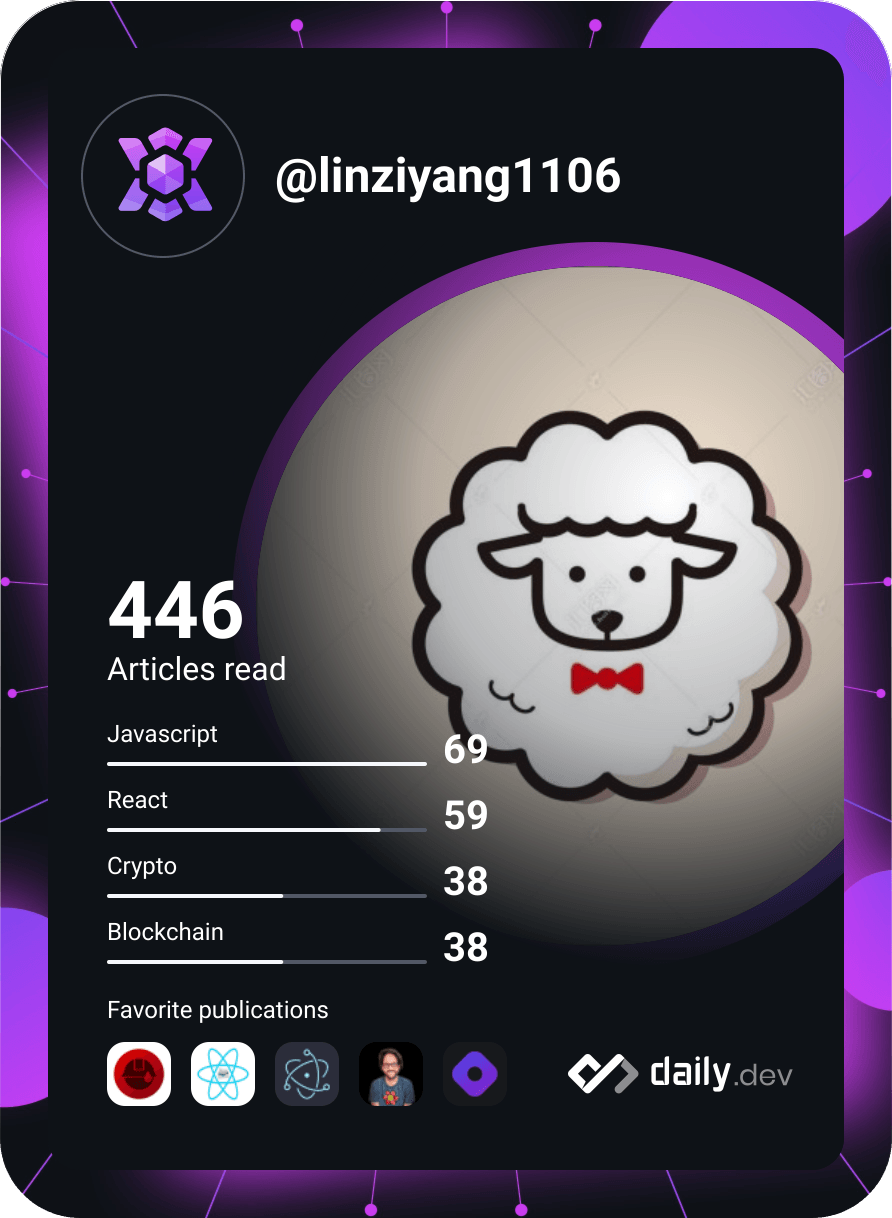 @linziyang1106
446
Articles read
Javascript
69
React
59
Crypto
38
Blockchain
38
Favorite publications
daily.dev